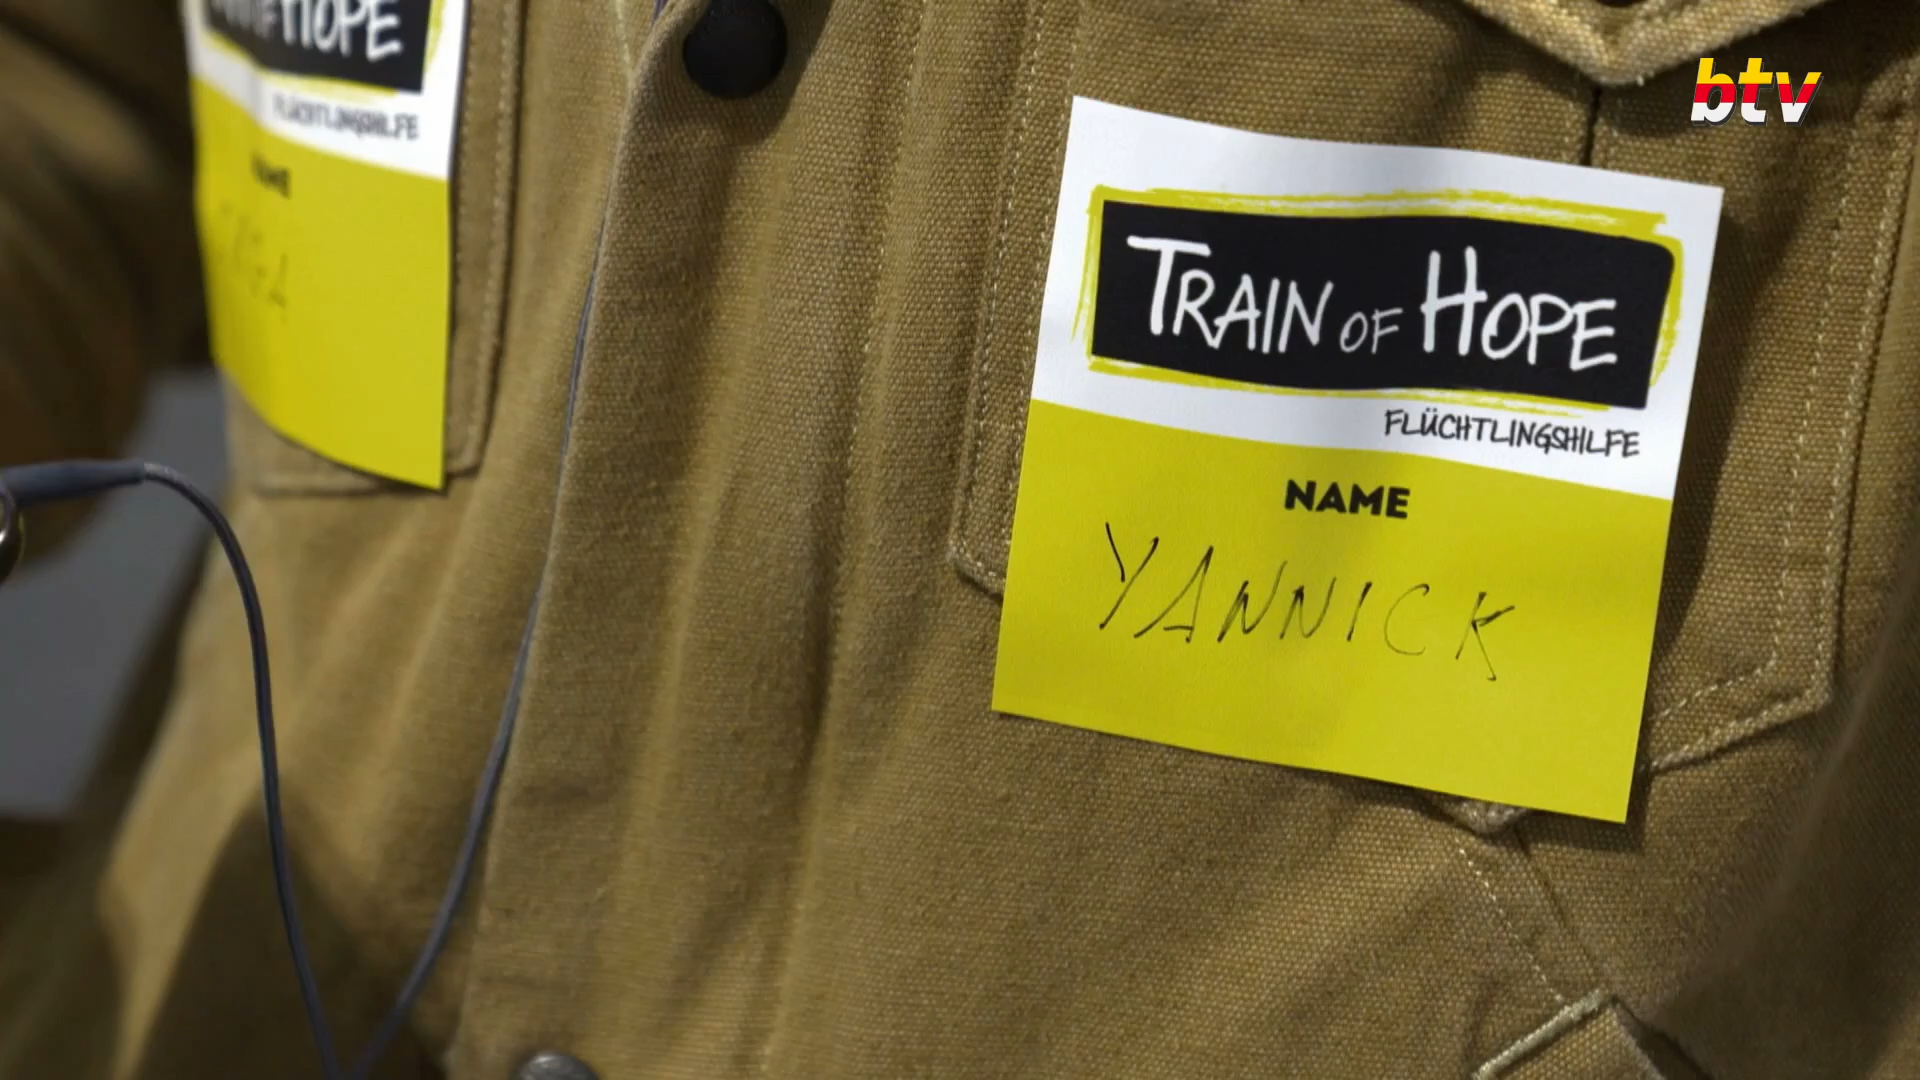 HOPE
FLÜCHTLINGSHILFE
NAME
btv
TRAIN OF HOPE
FLÜCHTLINGSHILFE
NAME
YANNICK